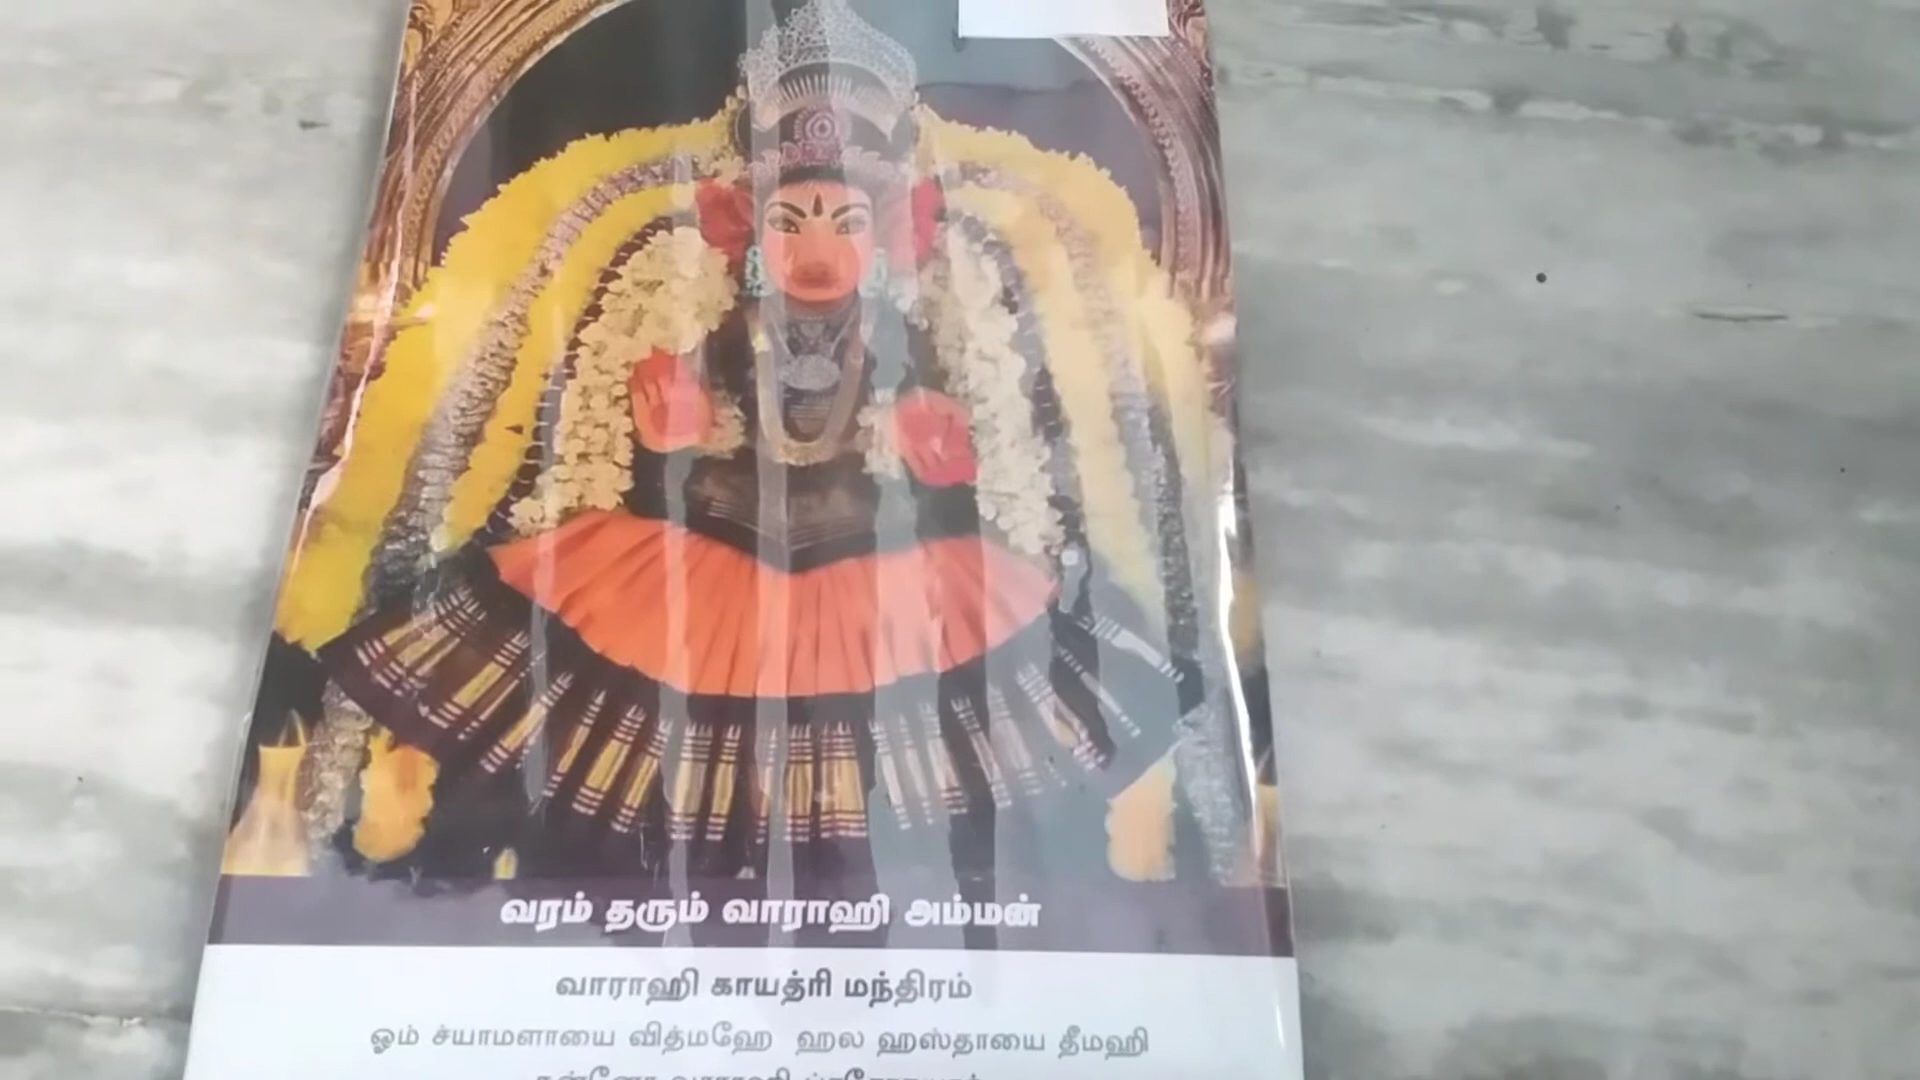 வரம் தரும் வாராஹி அம்மன்
வாராஹி காயத்ரி மந்திரம்
ஓம் ச்யாமளாயை வித்மஹே ஹல ஹஸ்தாயை தீமஹி